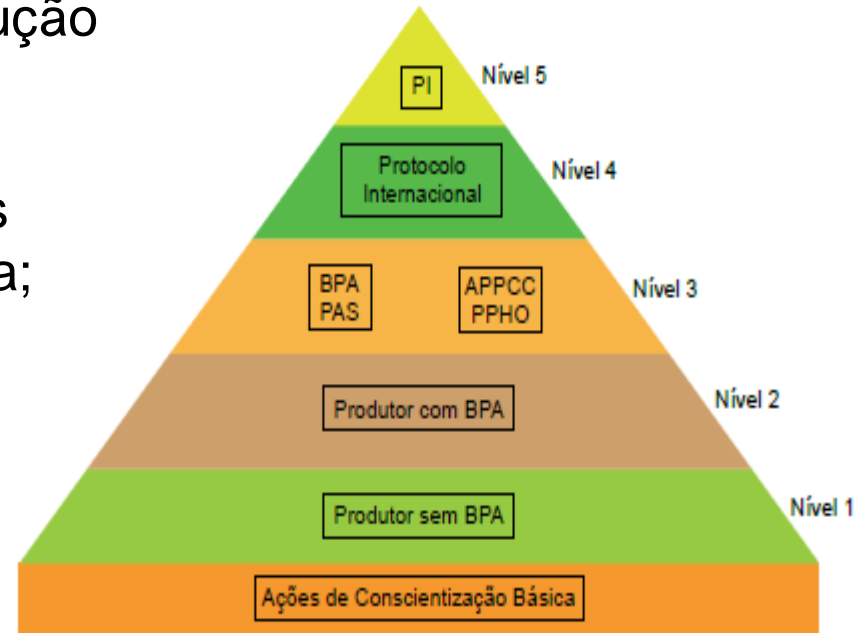 ução
s
a;
PI
Nível 5
Protocolo
Internacional
Nível 4
BPA
PAS
APPCC
PPHO
Nível 3
Produtor com BPA
Nível 2
Produtor sem BPA
Nível 1
Ações de Conscientização Básica